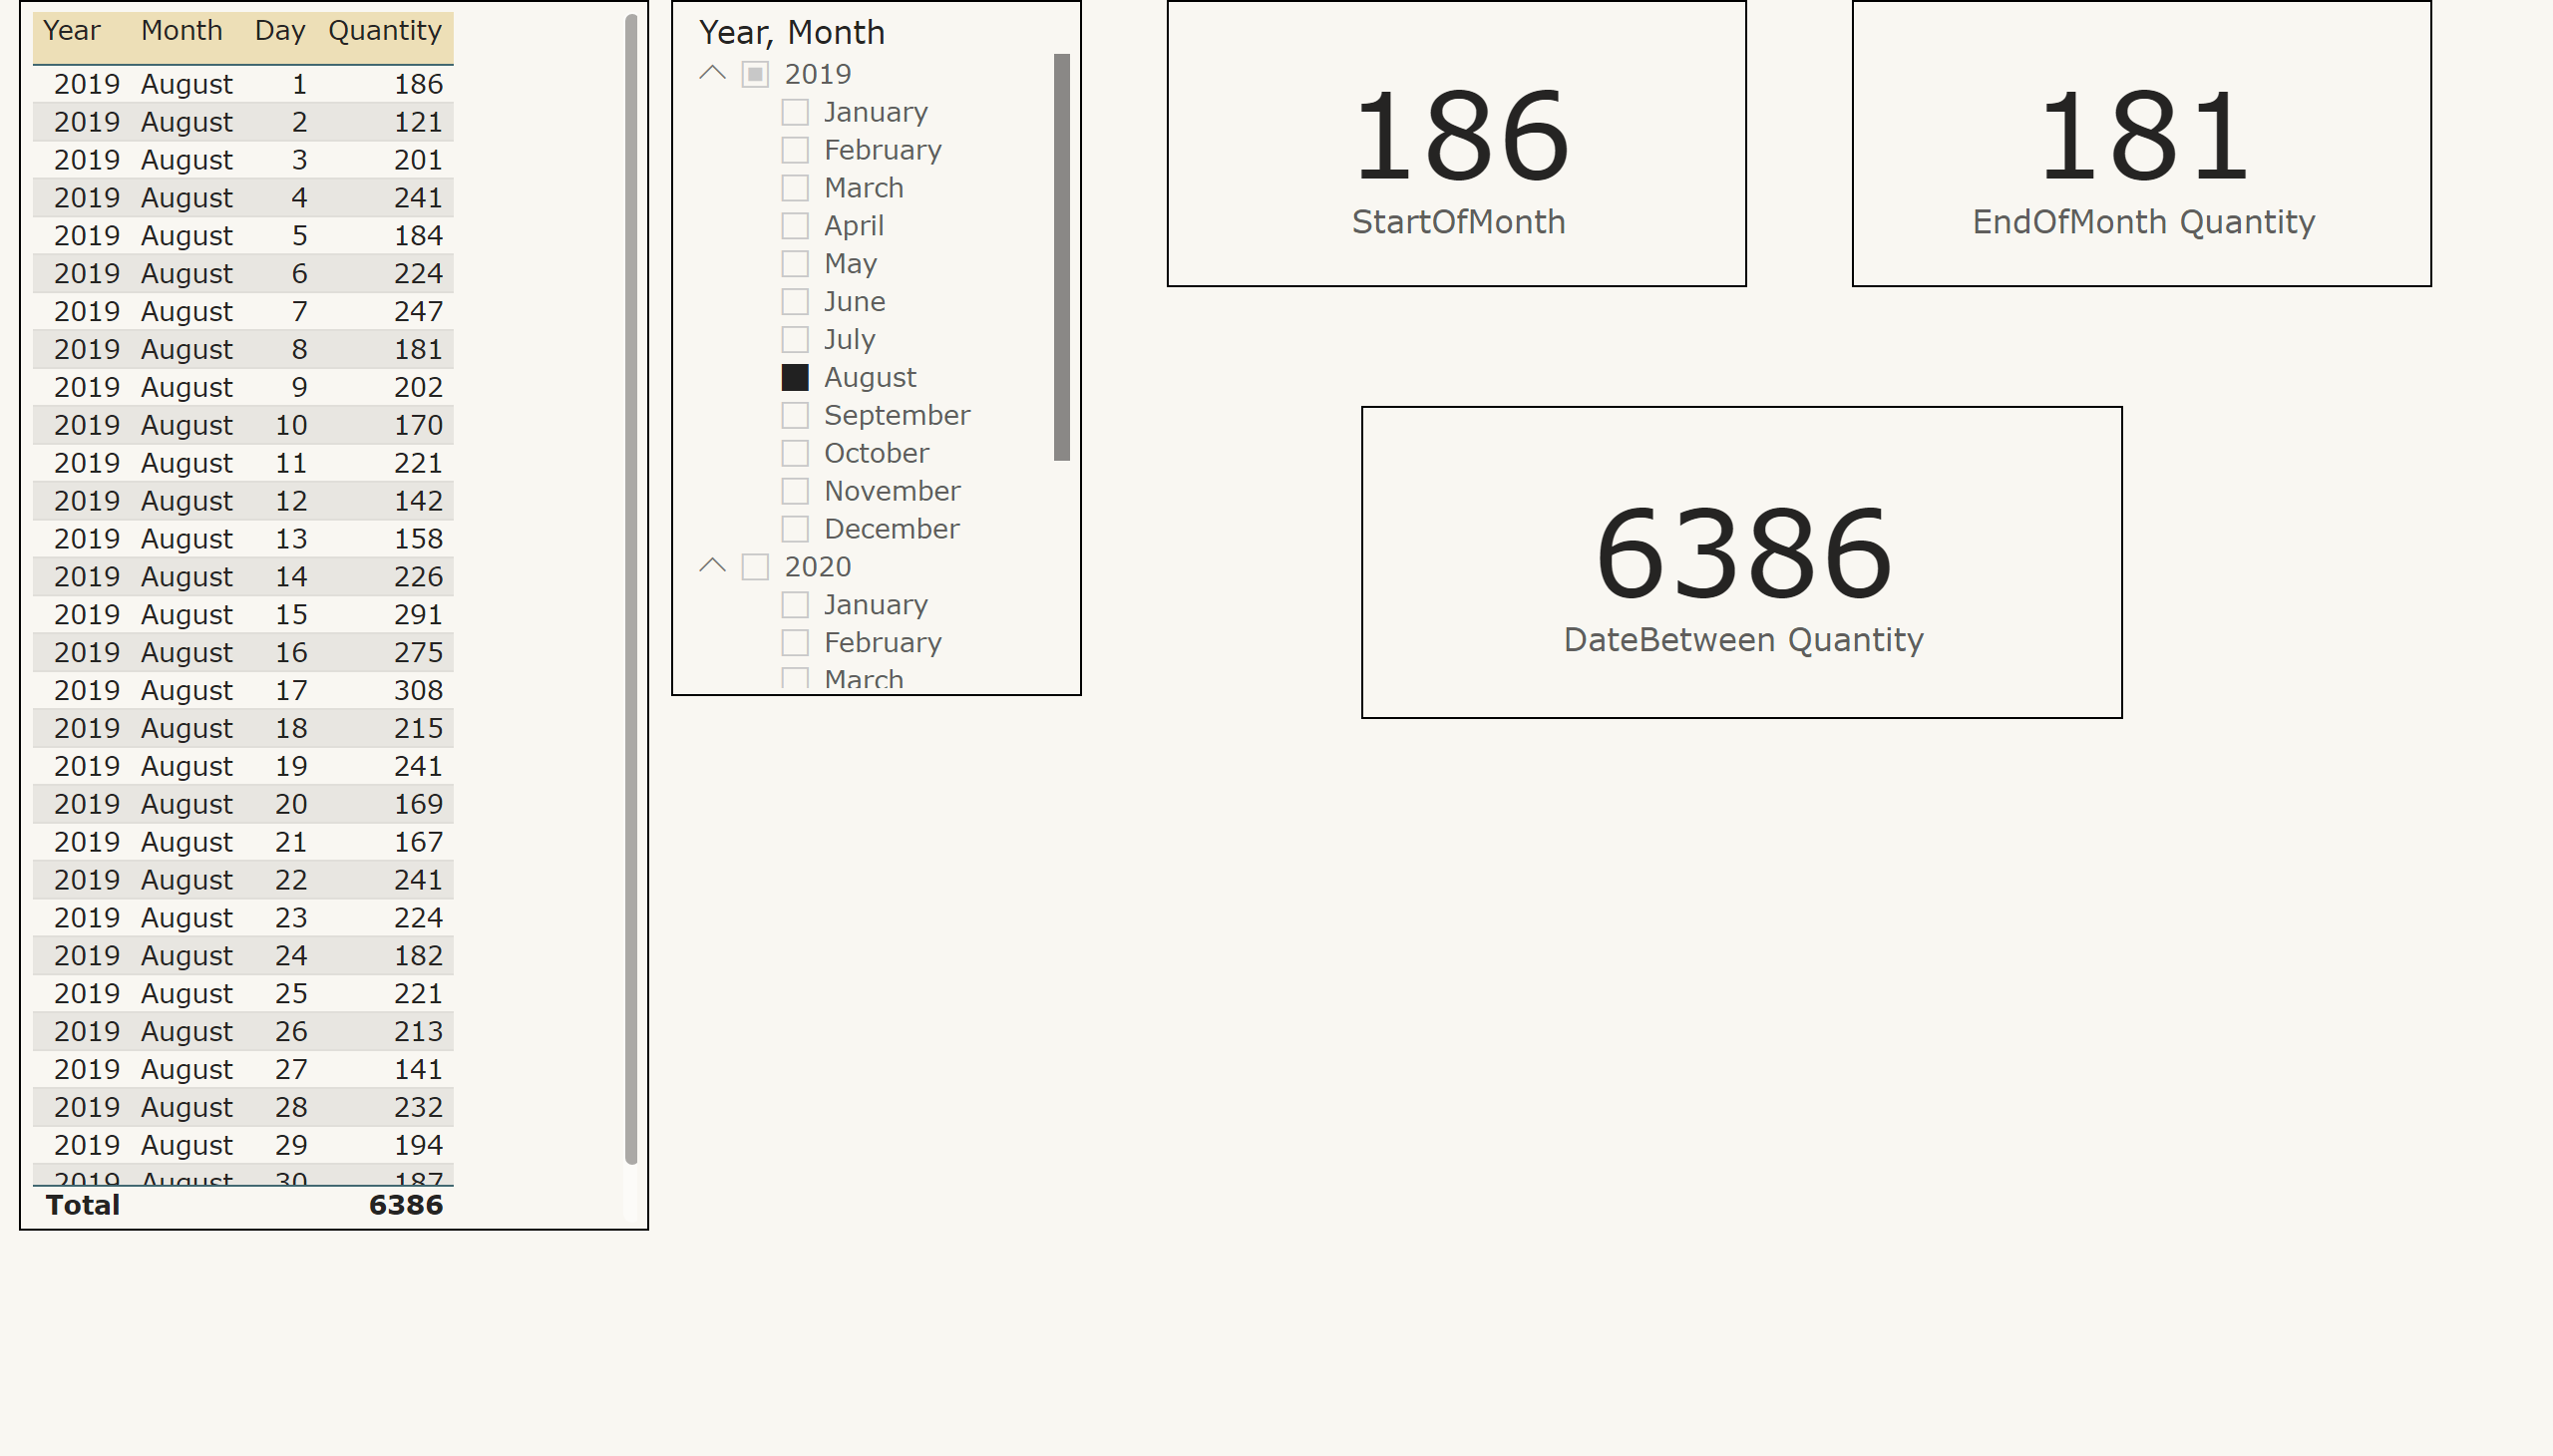 Year Month Day Quantity
2019 August 1 186
2019 August 2 121
2019 August 3 201
2019 August 4 241
2019 August 5 184
2019 August 6 224
2019 August 7 247
2019 August 8 181
2019 August 9 202
2019 August 10 170
2019 August 11 221
2019 August 12 142
2019 August 13 158
2019 August 14 226
2019 August 15 291
2019 August 16 275
2019 August 17 308
2019 August 18 215
2019 August 19 241
2019 August 20 169
2019 August 21 167
2019 August 22 241
2019 August 23 224
2019 August 24 182
2019 August 25 221
2019 August 26 213
2019 August 27 141
2019 August 28 232
2019 August 29 194
2019 August 30 187
Total 6386
Year, Month
2019
January
February
March
April
May
June
July
August
September
October
November
December
2020
January
February
March
186
StartOfMonth
181
EndOfMonth Quantity
6386
DateBetween Quantity